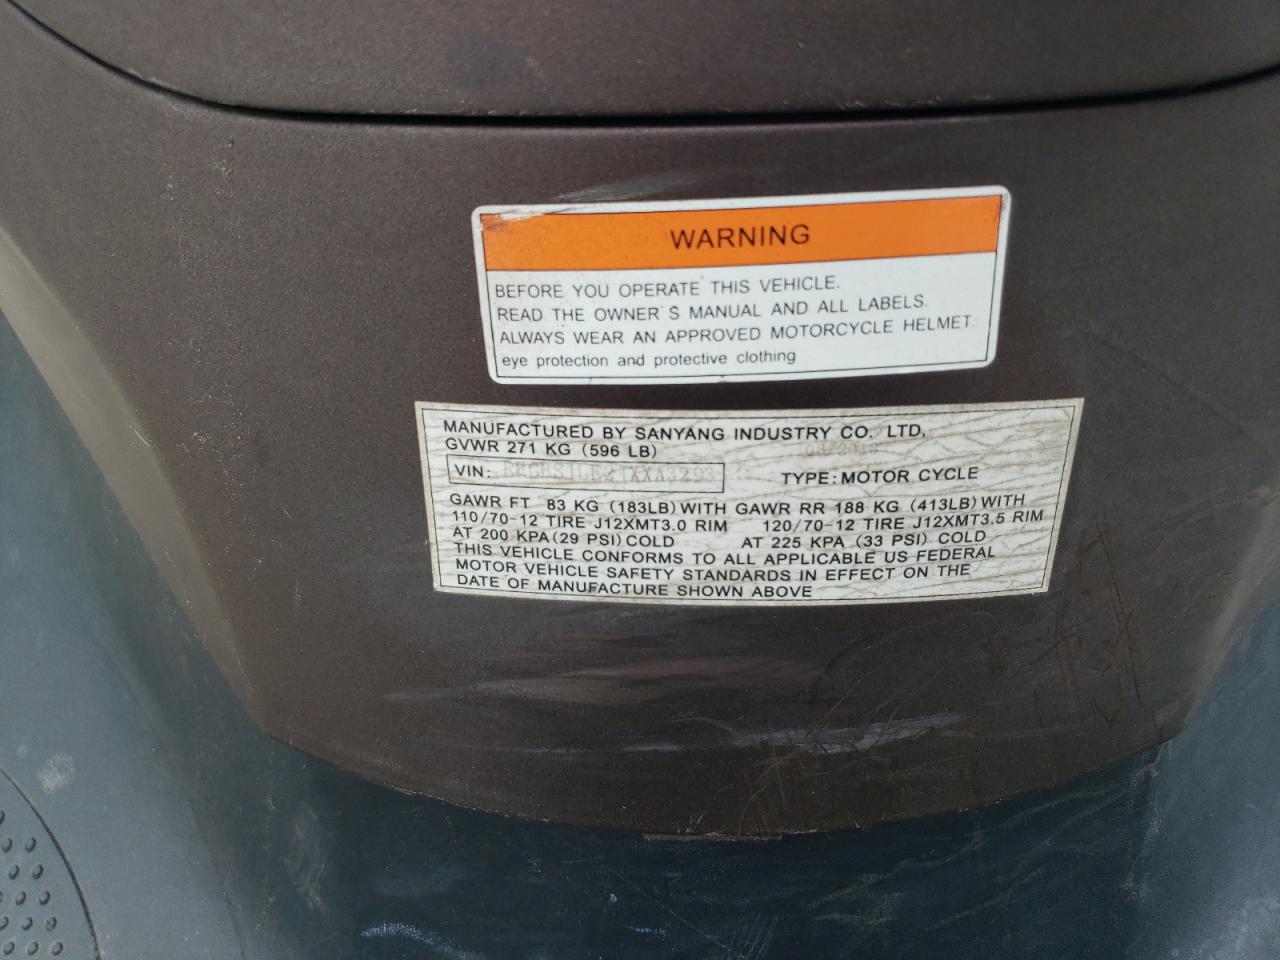 WARNING
BEFORE YOU OPERATE THIS VEHICLE.
READ THE OWNER'S MANUAL AND ALL LABELS.
ALWAYS WEAR AN APPROVED MOTORCYCLE HELMET.
eye protection and protective clothing
MANUFACTURED BY SANYANG INDUSTRY CO. LTD,
GVWR 271 KG (596 LB)
VIN:
TYPE: MOTOR CYCLE
GAWR FT 83 KG (183LB) WITH GAWR RR 188 KG (413LB) WITH
110/70-12 TIRE J12XMT3.0 RIM 120/70-12 TIRE J12XMT3.5 RIM
AT 200 KPA (29 PSI) COLD AT 225 KPA (33 PSI) COLD
THIS VEHICLE CONFORMS TO ALL APPLICABLE US FEDERAL
MOTOR VEHICLE SAFETY STANDARDS IN EFFECT ON THE
DATE OF MANUFACTURE SHOWN ABOVE